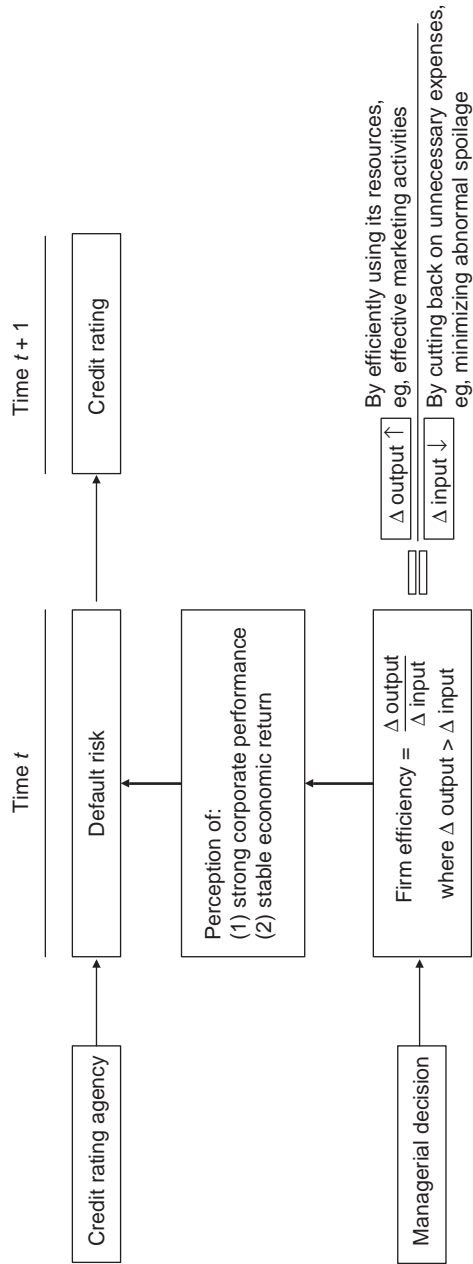 Time t
Time t + 1
Credit rating agency
Default risk
Credit rating
Perception of:
(1) strong corporate performance
(2) stable economic return
Managerial decision
Firm efficiency = Δ output
Δ input
where Δ output > Δ input
Δ output ↑
By efficiently using its resources,
eg, effective marketing activities
Δ input ↓
By cutting back on unnecessary expenses,
eg, minimizing abnormal spoilage